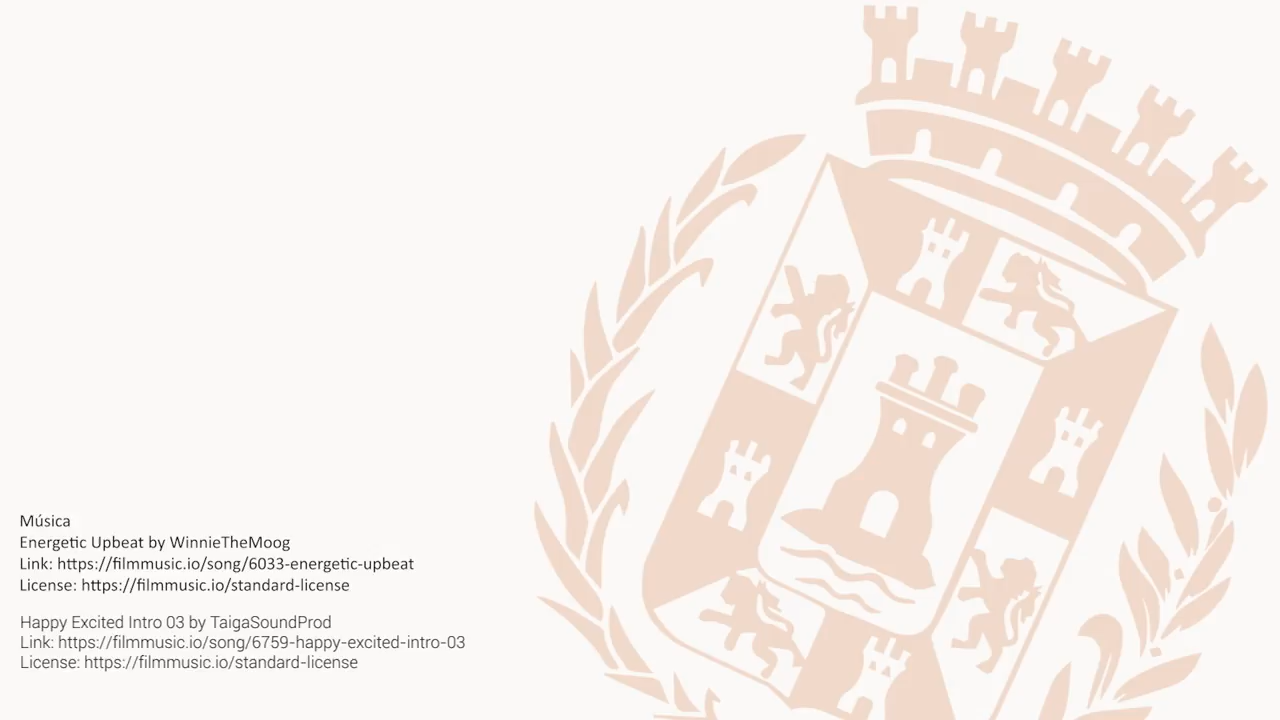 Música
Energetic Upbeat by WinnieTheMoog
Link: https://filmmusic.io/song/6033-energetic-upbeat
License: https://filmmusic.io/standard-license
Happy Excited Intro 03 by TaigaSoundProd
Link: https://filmmusic.io/song/6759-happy-excited-intro-03
License: https://filmmusic.io/standard-license